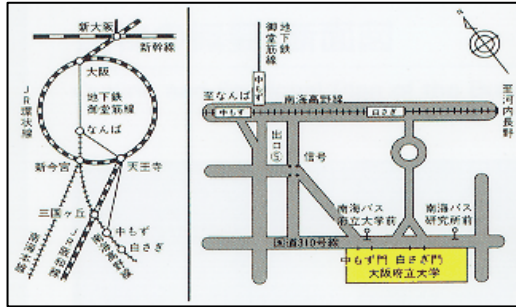 新大阪
新幹線
大阪
地下鉄
御堂筋線
JR環状線
なんば
新今宮
天王寺
三国ヶ丘
中もず
白さぎ
南海本線
JR阪和線
南海高野線
地下鉄
御堂筋線
中もず
至なんば
南海高野線
中もず
白さぎ
至河内長野
出口⑤
信号
南海バス
府立大学前
南海バス
研究所前
国道310号線
中もず門 白さぎ門
大阪府立大学